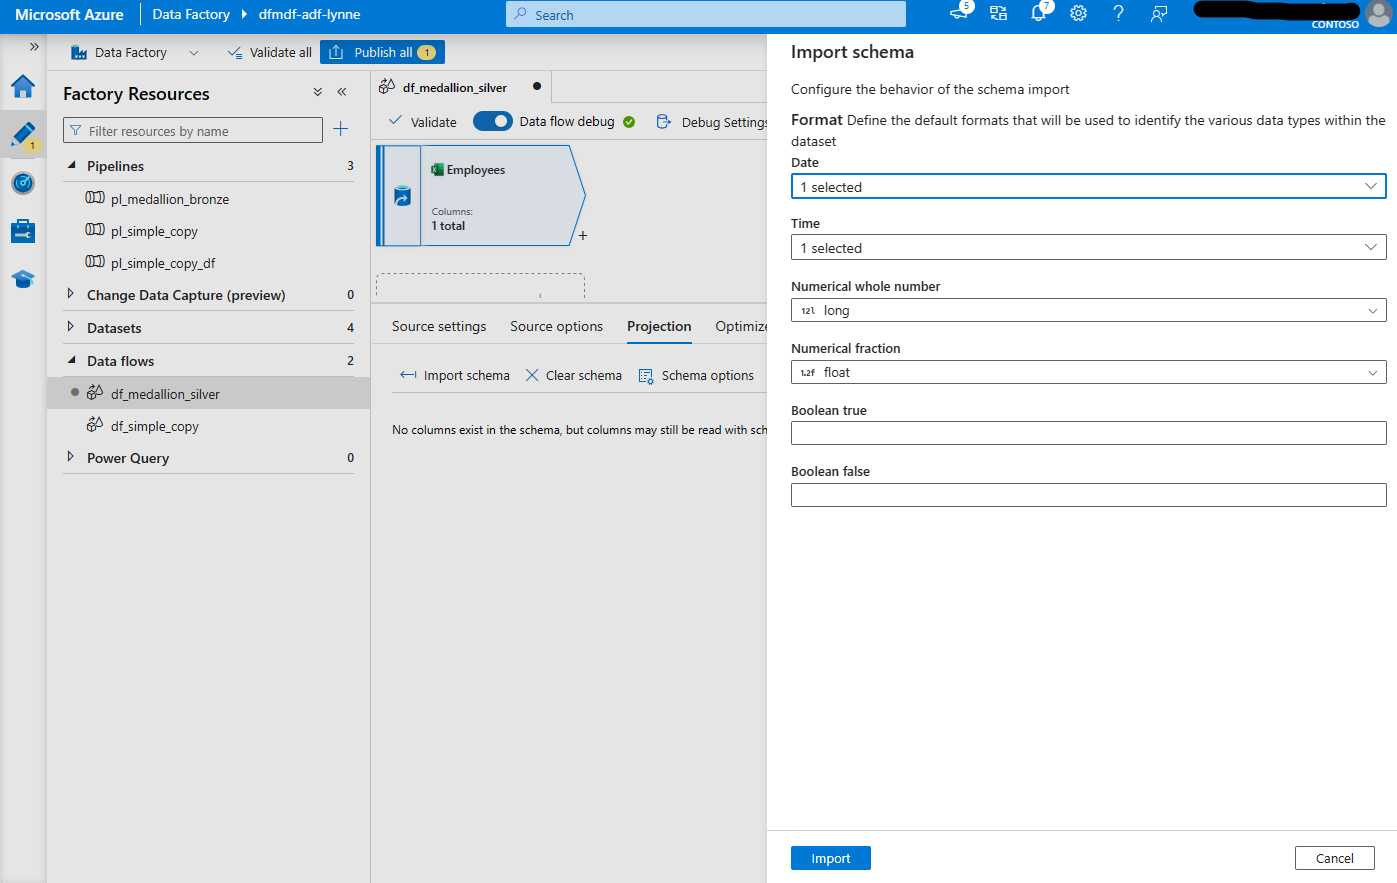 Microsoft Azure
Data Factory
dfmdf-adf-lynne
Search
5
7
CONTOSO
»
Data Factory
Validate all
Publish all 1
1
Factory Resources
Filter resources by name
Pipelines 3
pl_medallion_bronze
pl_simple_copy
pl_simple_copy_df
Change Data Capture (preview) 0
Datasets 4
Data flows 2
df_medallion_silver
df_simple_copy
Power Query 0
df_medallion_silver
Validate
Data flow debug
Debug Settings
Employees
Columns:
1 total
+
Source settings
Source options
Projection
Optimize
Import schema
Clear schema
Schema options
No columns exist in the schema, but columns may still be read with sch
Import schema
Configure the behavior of the schema import
Format Define the default formats that will be used to identify the various data types within the
dataset
Date
1 selected
Time
1 selected
Numerical whole number
12l long
Numerical fraction
1.2f float
Boolean true
Boolean false
Import
Cancel